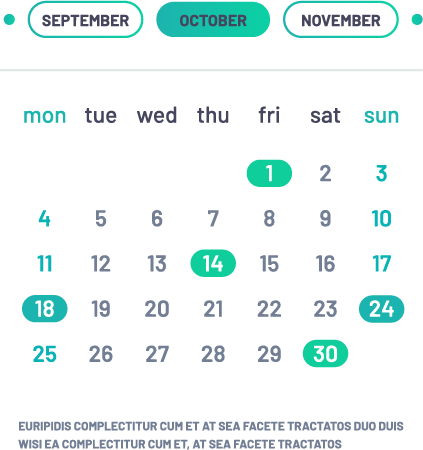 SEPTEMBER OCTOBER NOVEMBER
mon tue wed thu fri sat sun
1 2 3
4 5 6 7 8 9 10
11 12 13 14 15 16 17
18 19 20 21 22 23 24
25 26 27 28 29 30
EURIPIDIS COMPLECTITUR CUM ET AT SEA FACETE TRACTATOS DUO DUIS
WISI EA COMPLECTITUR CUM ET, AT SEA FACETE TRACTATOS